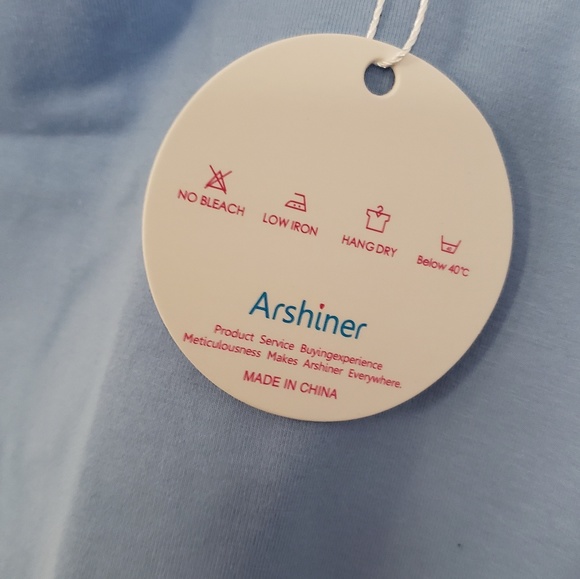 NO BLEACH
LOW IRON
HANG DRY
Below 40℃
Arshiner
Product Service Buyingexperience
Meticulousness Makes Arshiner Everywhere.
MADE IN CHINA